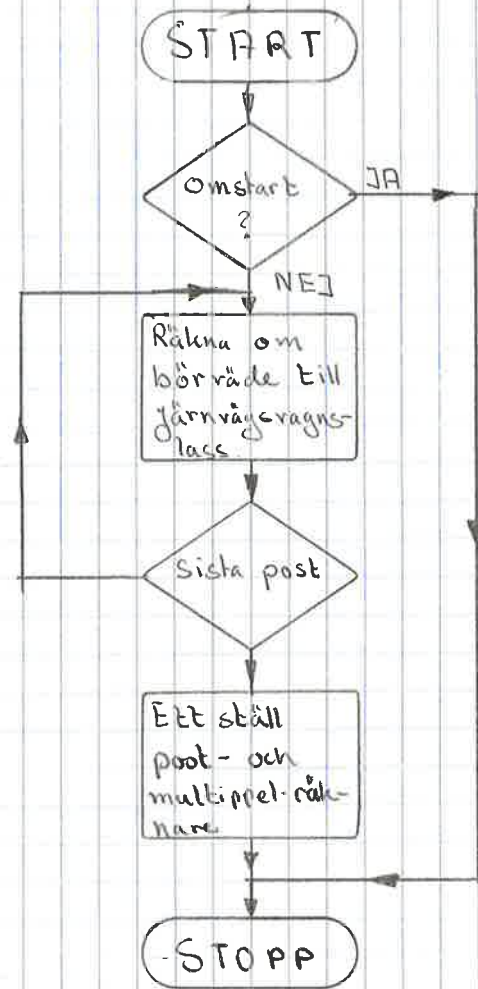 START
Omstart
?
JA
NEJ
Räkna om
börvärde till
järnvägsvagns-
lass.
Sista post
Ett ställ
post- och
multippel-räk-
nare
STOPP